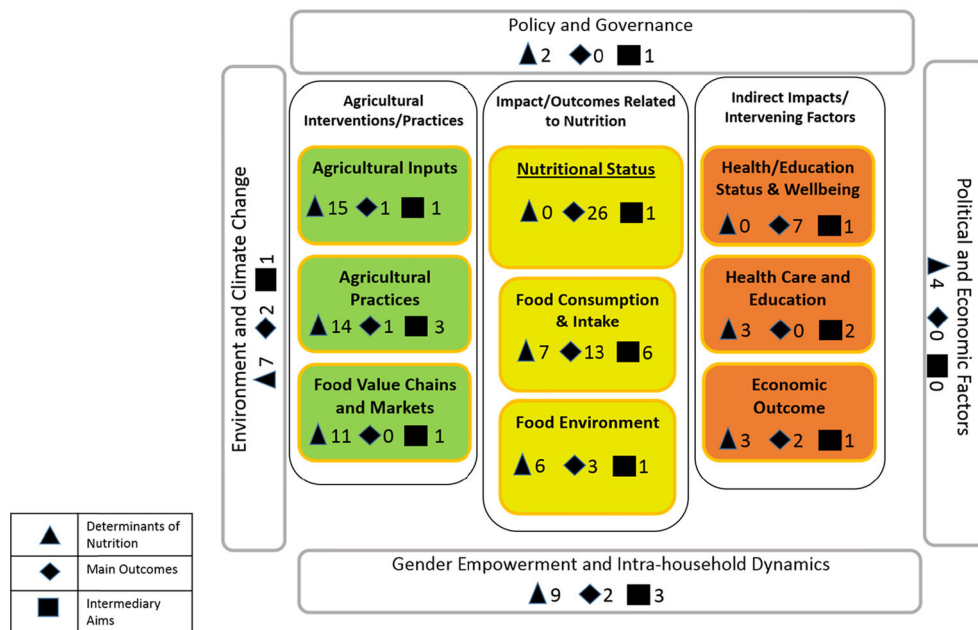 Policy and Governance
2 0 1
Environment and Climate Change
7 2 1
Agricultural
Interventions/Practices
Agricultural Inputs
15 1 1
Agricultural
Practices
14 1 3
Food Value Chains
and Markets
11 0 1
Impact/Outcomes Related
to Nutrition
Nutritional Status
0 26 1
Food Consumption
& Intake
7 13 6
Food Environment
6 3 1
Indirect Impacts/
Intervening Factors
Health/Education
Status & Wellbeing
0 7 1
Health Care and
Education
3 0 2
Economic
Outcome
3 2 1
Political and Economic Factors
4 0 0
Gender Empowerment and Intra-household Dynamics
9 2 3
Determinants of
Nutrition
Main Outcomes
Intermediary
Aims